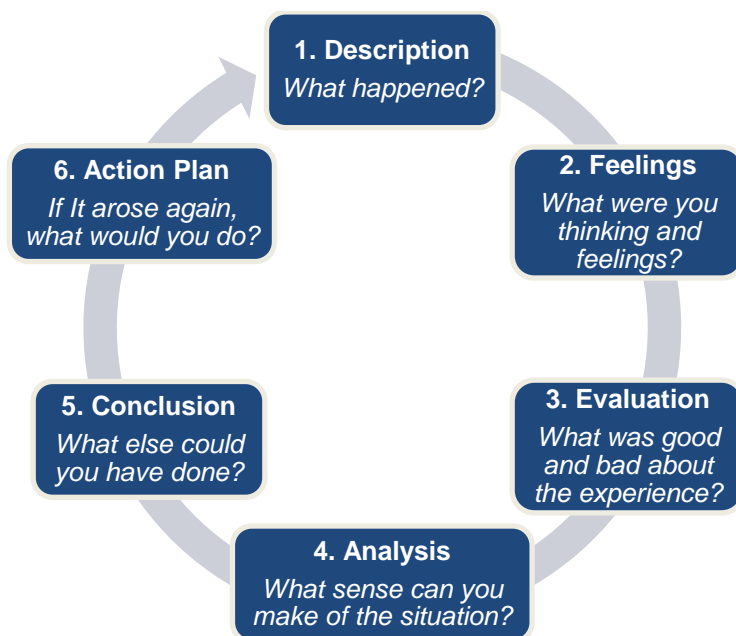 1. Description
What happened?
2. Feelings
What were you
thinking and
feelings?
3. Evaluation
What was good
and bad about
the experience?
4. Analysis
What sense can you
make of the situation?
5. Conclusion
What else could
you have done?
6. Action Plan
If It arose again,
what would you do?